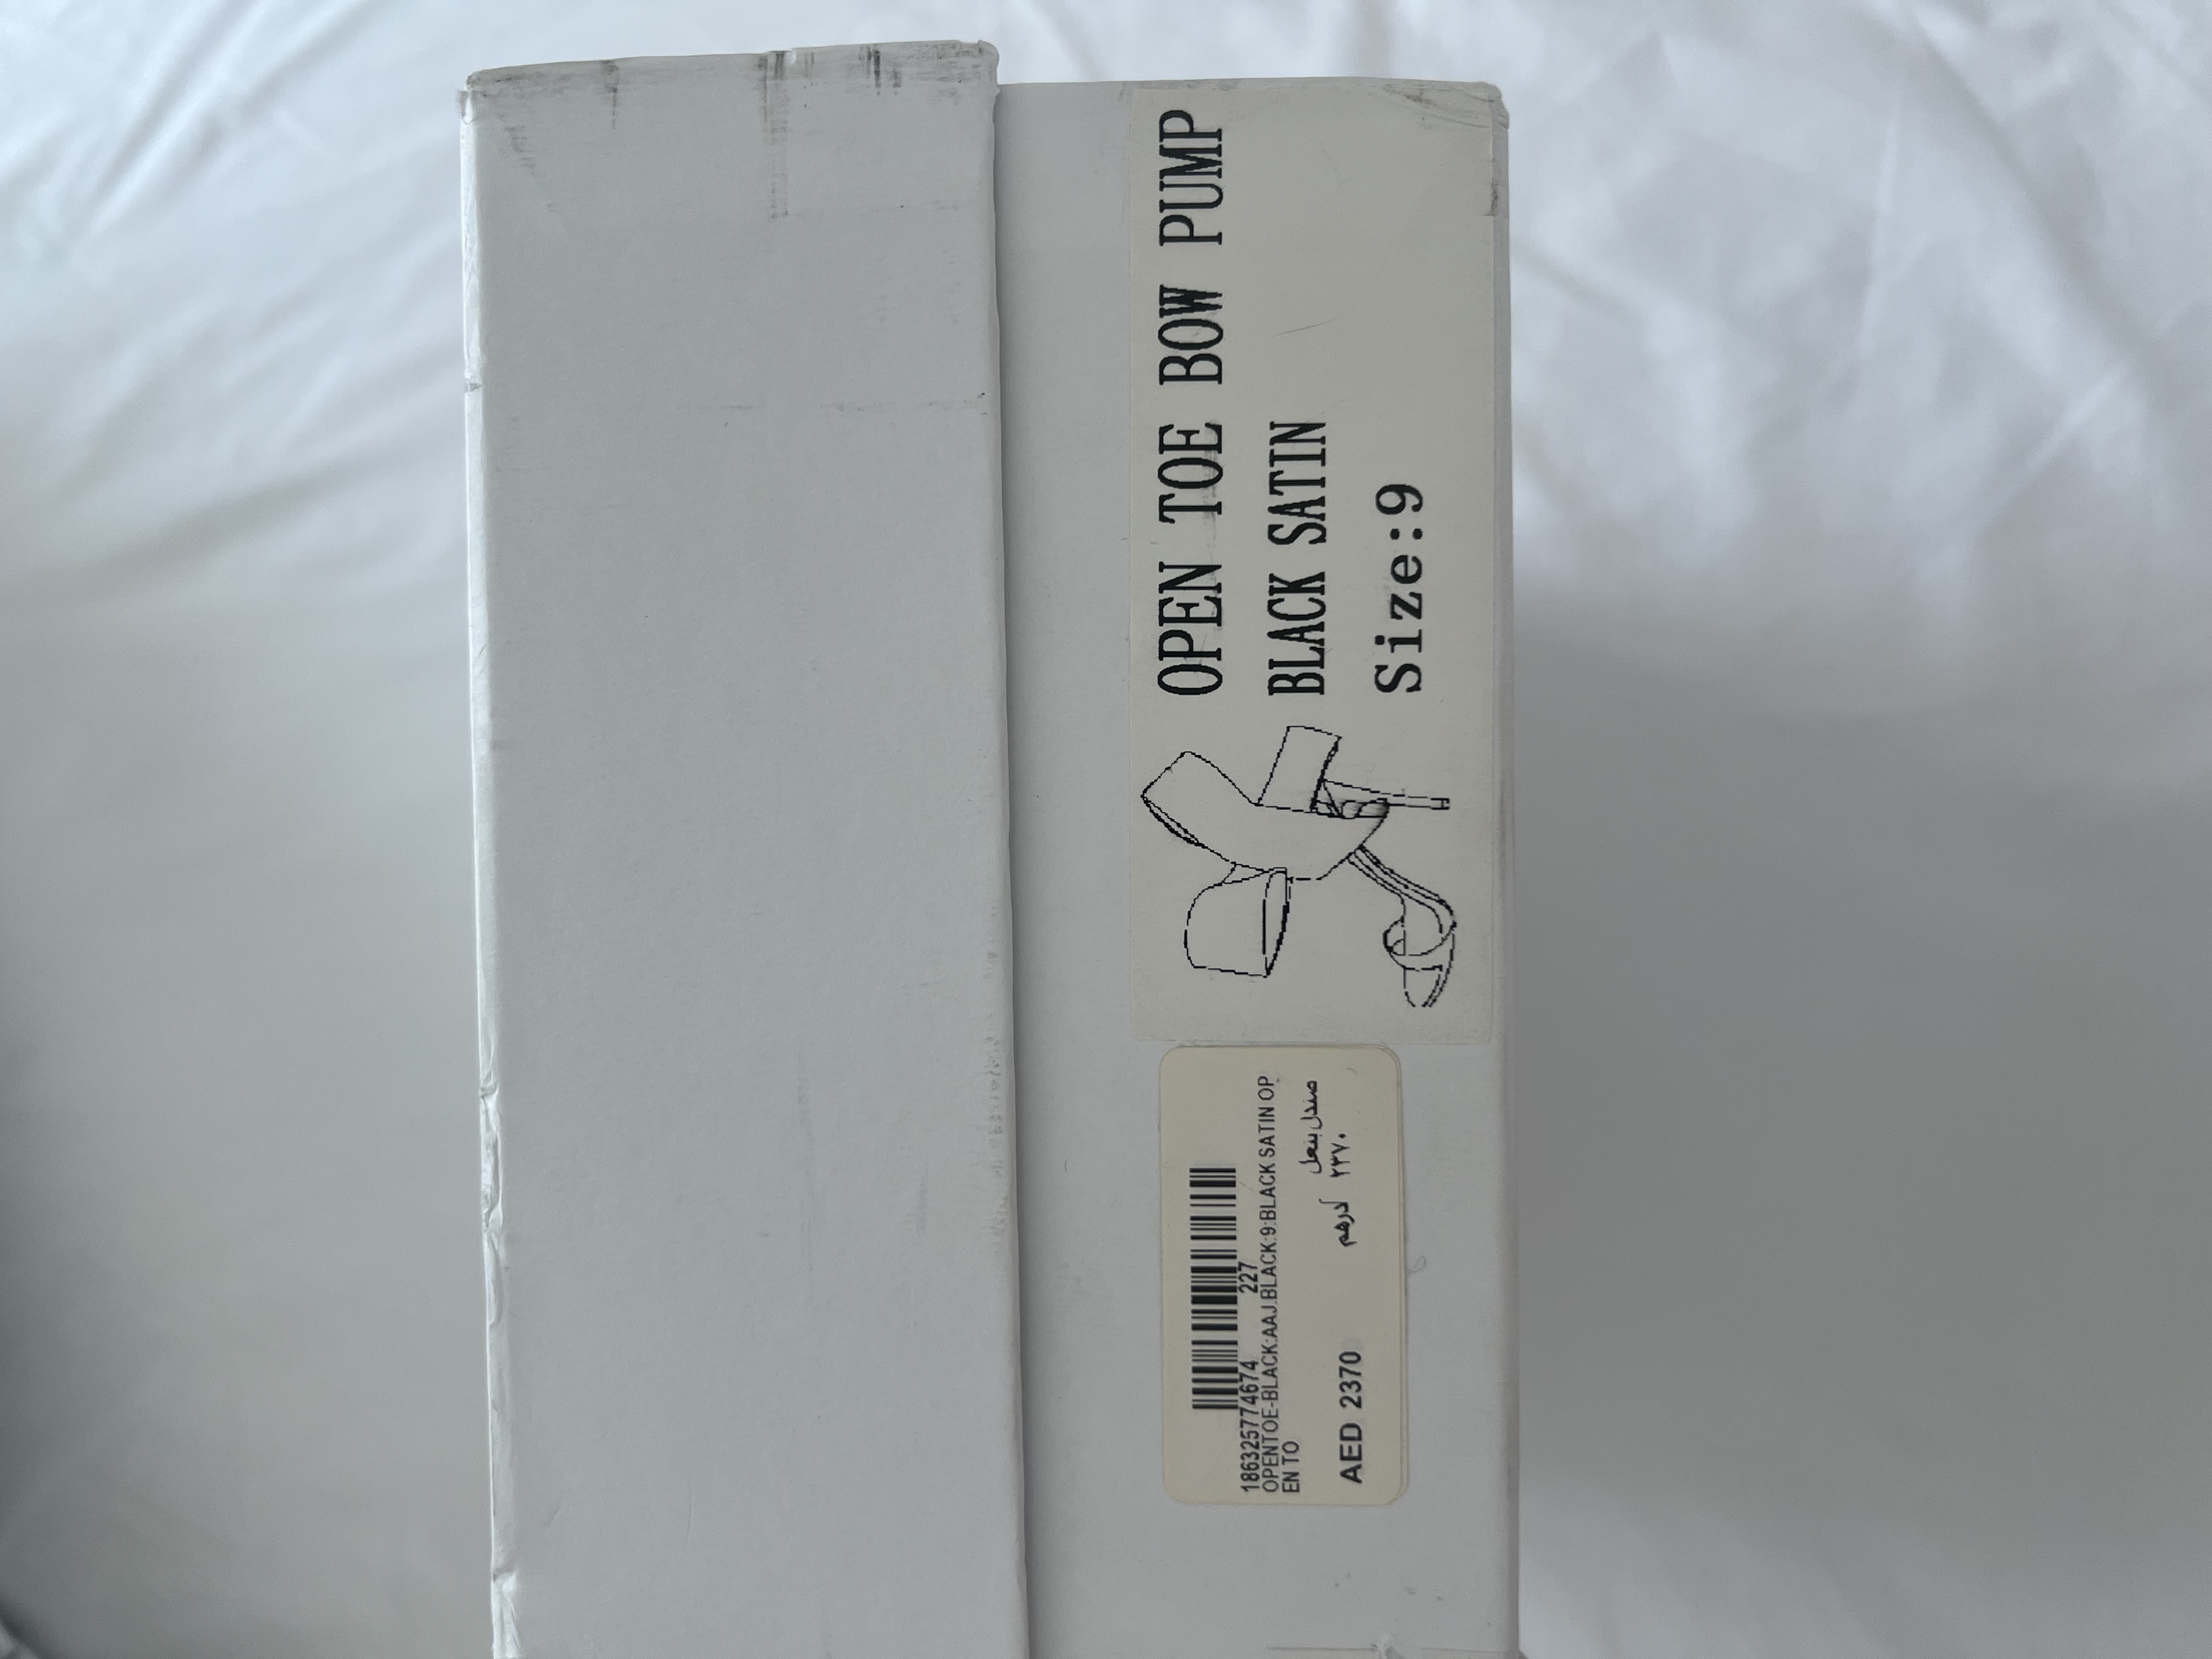 OPEN TOE BOW PUMP
BLACK SATIN
Size:9
186325774674 227
OPENTOE-BLACK:AAJ.BLACK:9:BLACK SATIN OP
EN TO
صندل بنعل
٢٣٧٠ درهم
AED 2370